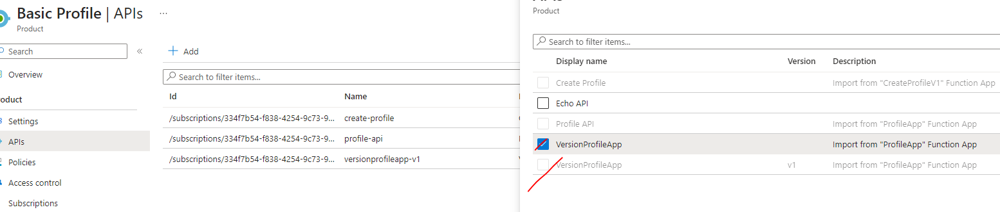 Basic Profile | APIs ...
Product
Search «
Overview
Settings
APIs
Policies
Access control
Subscriptions
+ Add
Search to filter items...
Id Name
/subscriptions/334f7b54-f838-4254-9c73-9... create-profile
/subscriptions/334f7b54-f838-4254-9c73-9... profile-api
/subscriptions/334f7b54-f838-4254-9c73-9... versionprofileapp-v1
Product
Search to filter items...
Display name Version Description
Create Profile Import from "CreateProfileV1" Function App
Echo API
Profile API Import from "ProfileApp" Function App
VersionProfileApp Import from "ProfileApp" Function App
VersionProfileApp v1 Import from "ProfileApp" Function App